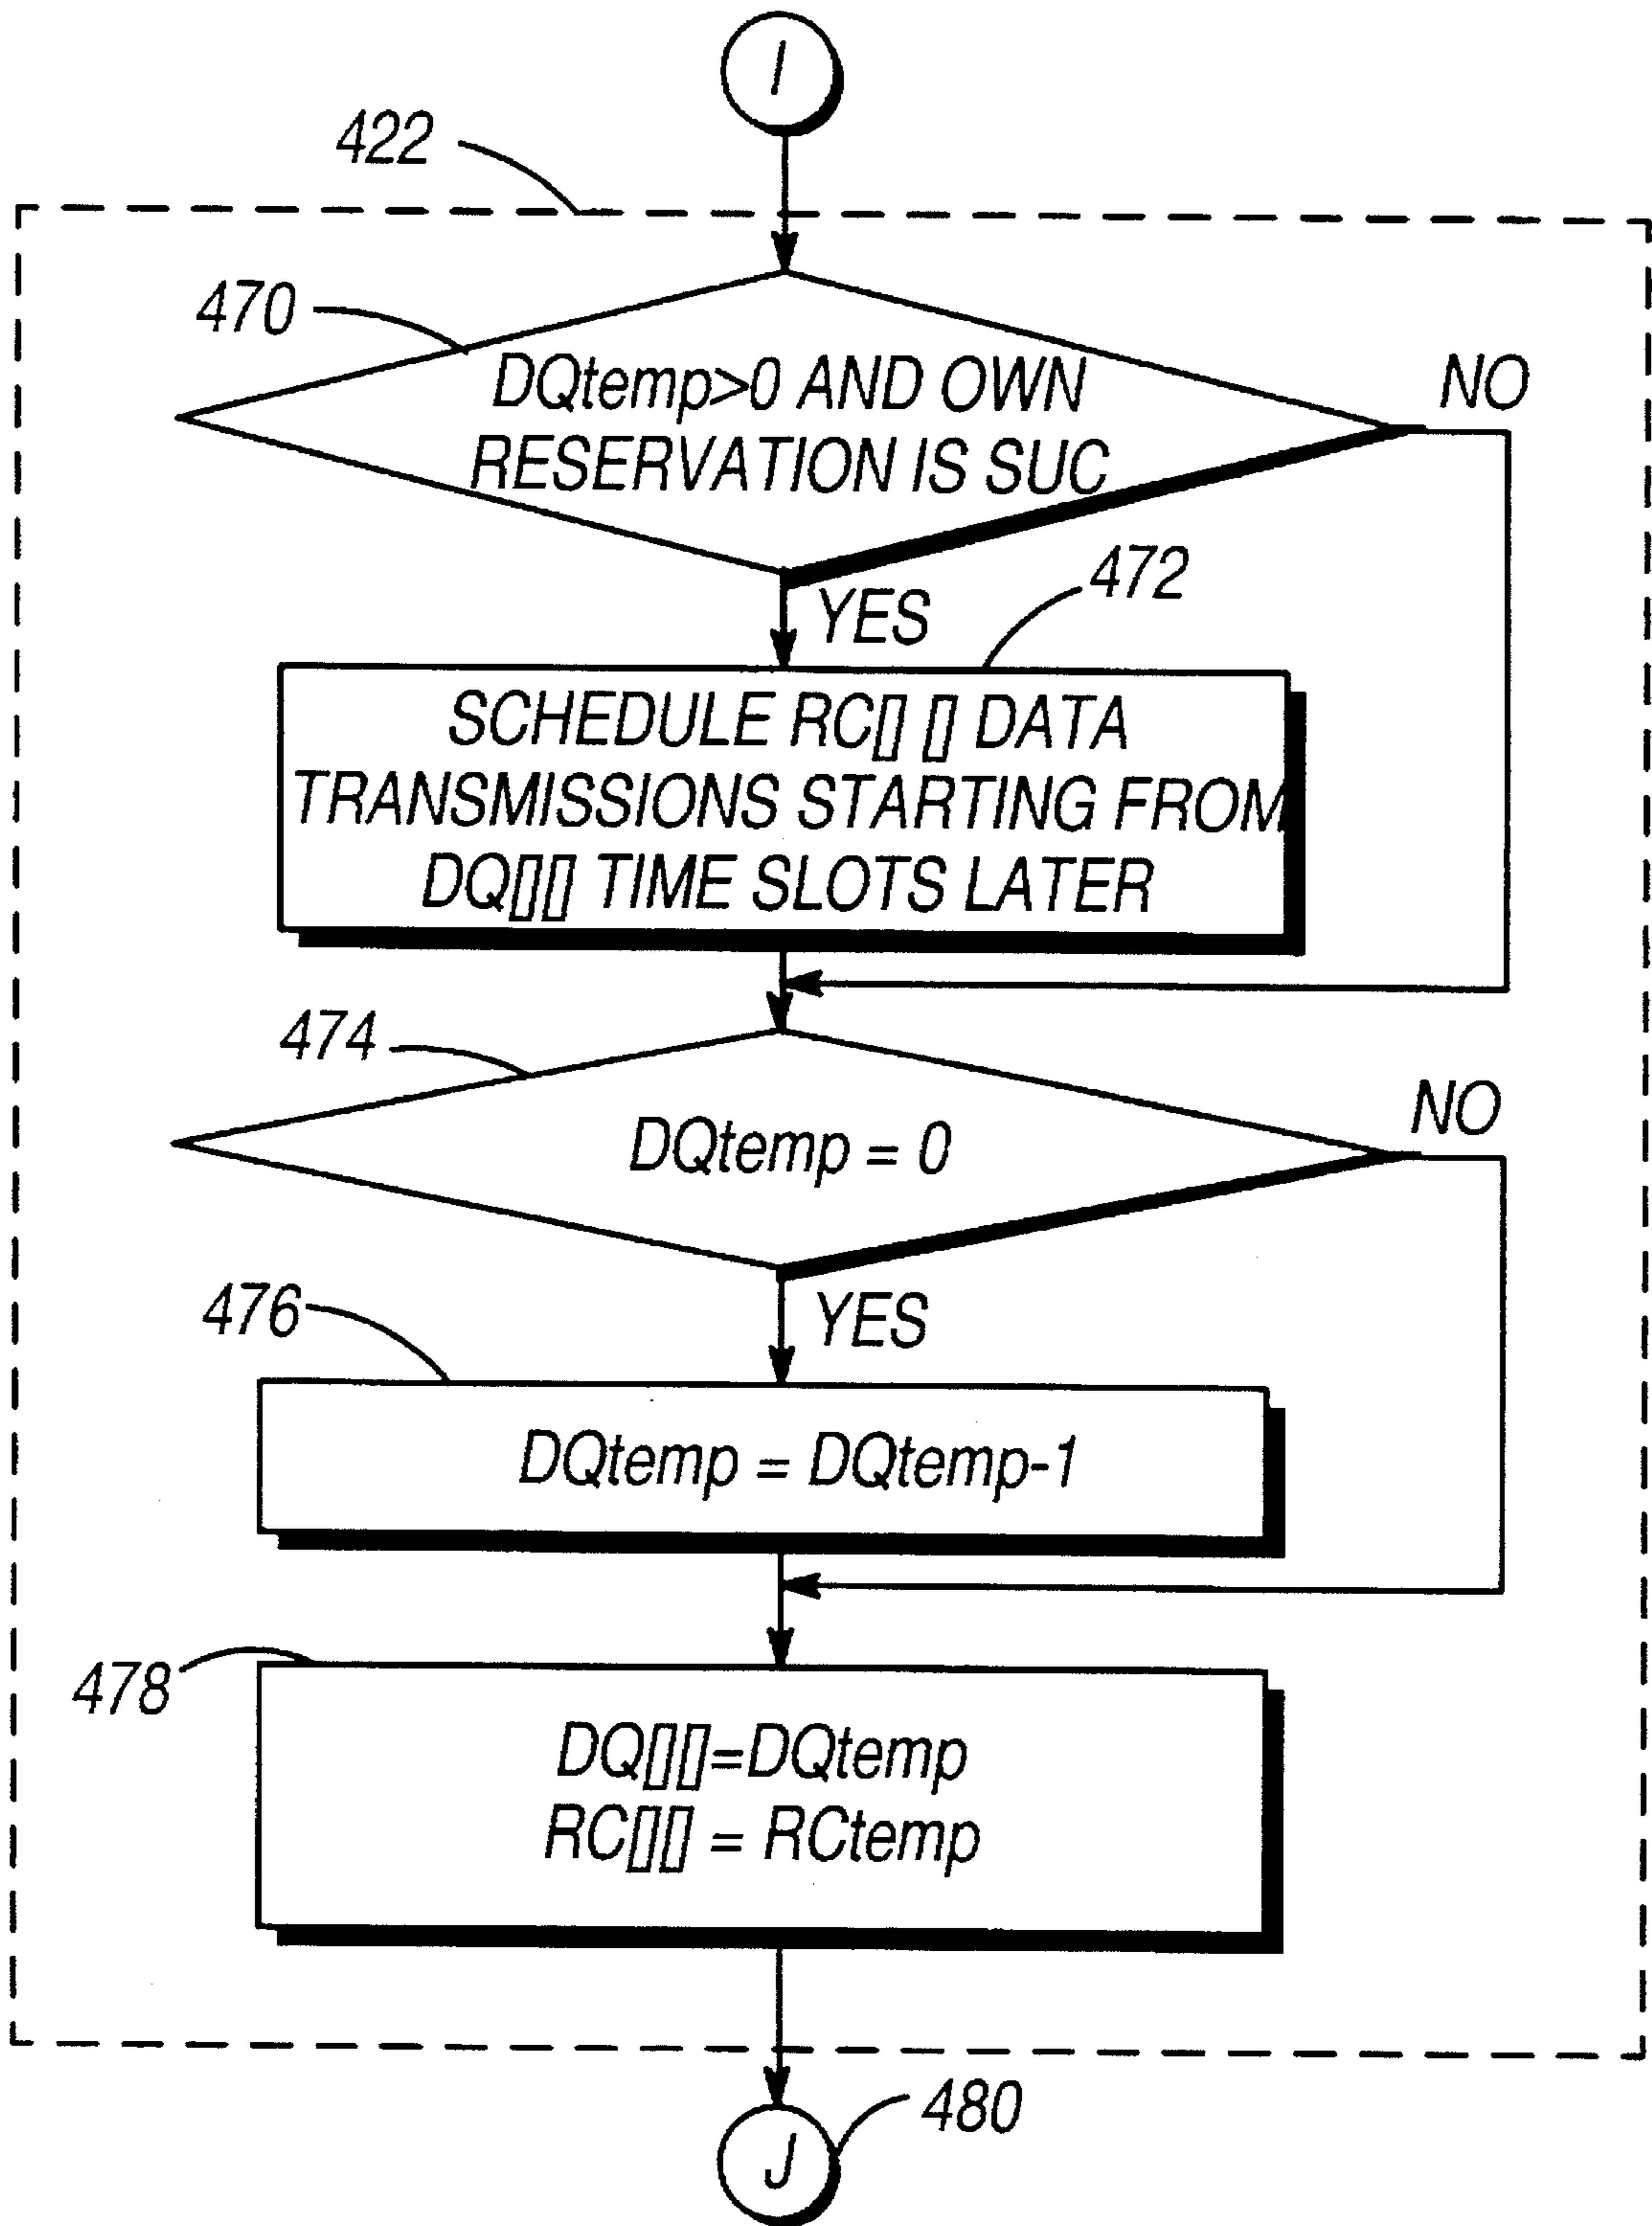 I
422
470
DQtemp>0 AND OWN
RESERVATION IS SUC
NO
YES
472
SCHEDULE RC[] [] DATA
TRANSMISSIONS STARTING FROM
DQ[][] TIME SLOTS LATER
474
DQtemp = 0
NO
YES
476
DQtemp = DQtemp-1
478
DQ[][]=DQtemp
RC[][] = RCtemp
480
J